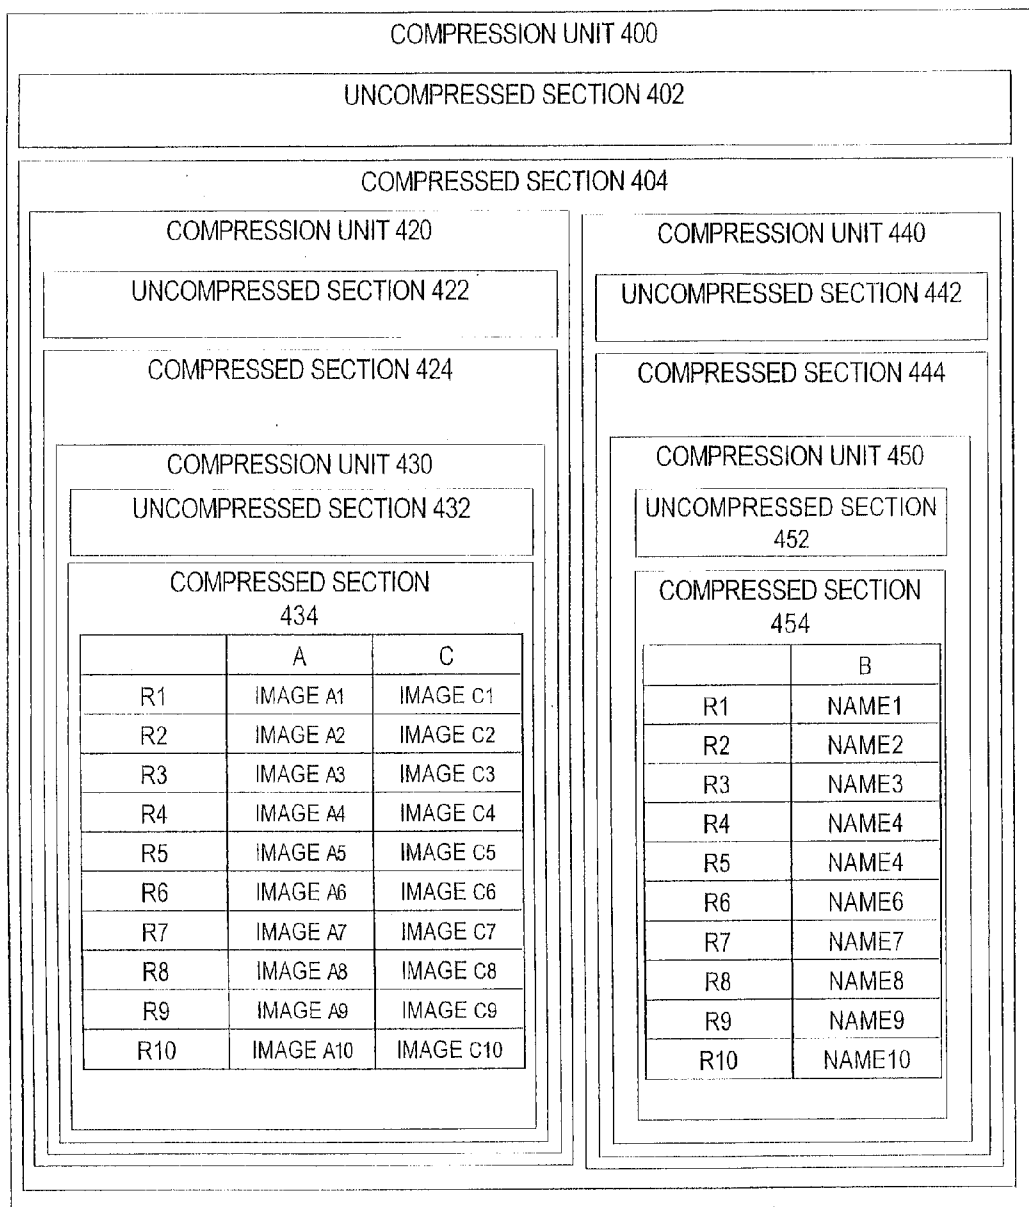 COMPRESSION UNIT 400
UNCOMPRESSED SECTION 402
COMPRESSED SECTION 404
COMPRESSION UNIT 420
UNCOMPRESSED SECTION 422
COMPRESSED SECTION 424
COMPRESSION UNIT 430
UNCOMPRESSED SECTION 432
COMPRESSED SECTION
434
A C
R1 IMAGE A1 IMAGE C1
R2 IMAGE A2 IMAGE C2
R3 IMAGE A3 IMAGE C3
R4 IMAGE A4 IMAGE C4
R5 IMAGE A5 IMAGE C5
R6 IMAGE A6 IMAGE C6
R7 IMAGE A7 IMAGE C7
R8 IMAGE A8 IMAGE C8
R9 IMAGE A9 IMAGE C9
R10 IMAGE A10 IMAGE C10
COMPRESSION UNIT 440
UNCOMPRESSED SECTION 442
COMPRESSED SECTION 444
COMPRESSION UNIT 450
UNCOMPRESSED SECTION
452
COMPRESSED SECTION
454
B
R1 NAME1
R2 NAME2
R3 NAME3
R4 NAME4
R5 NAME4
R6 NAME6
R7 NAME7
R8 NAME8
R9 NAME9
R10 NAME10